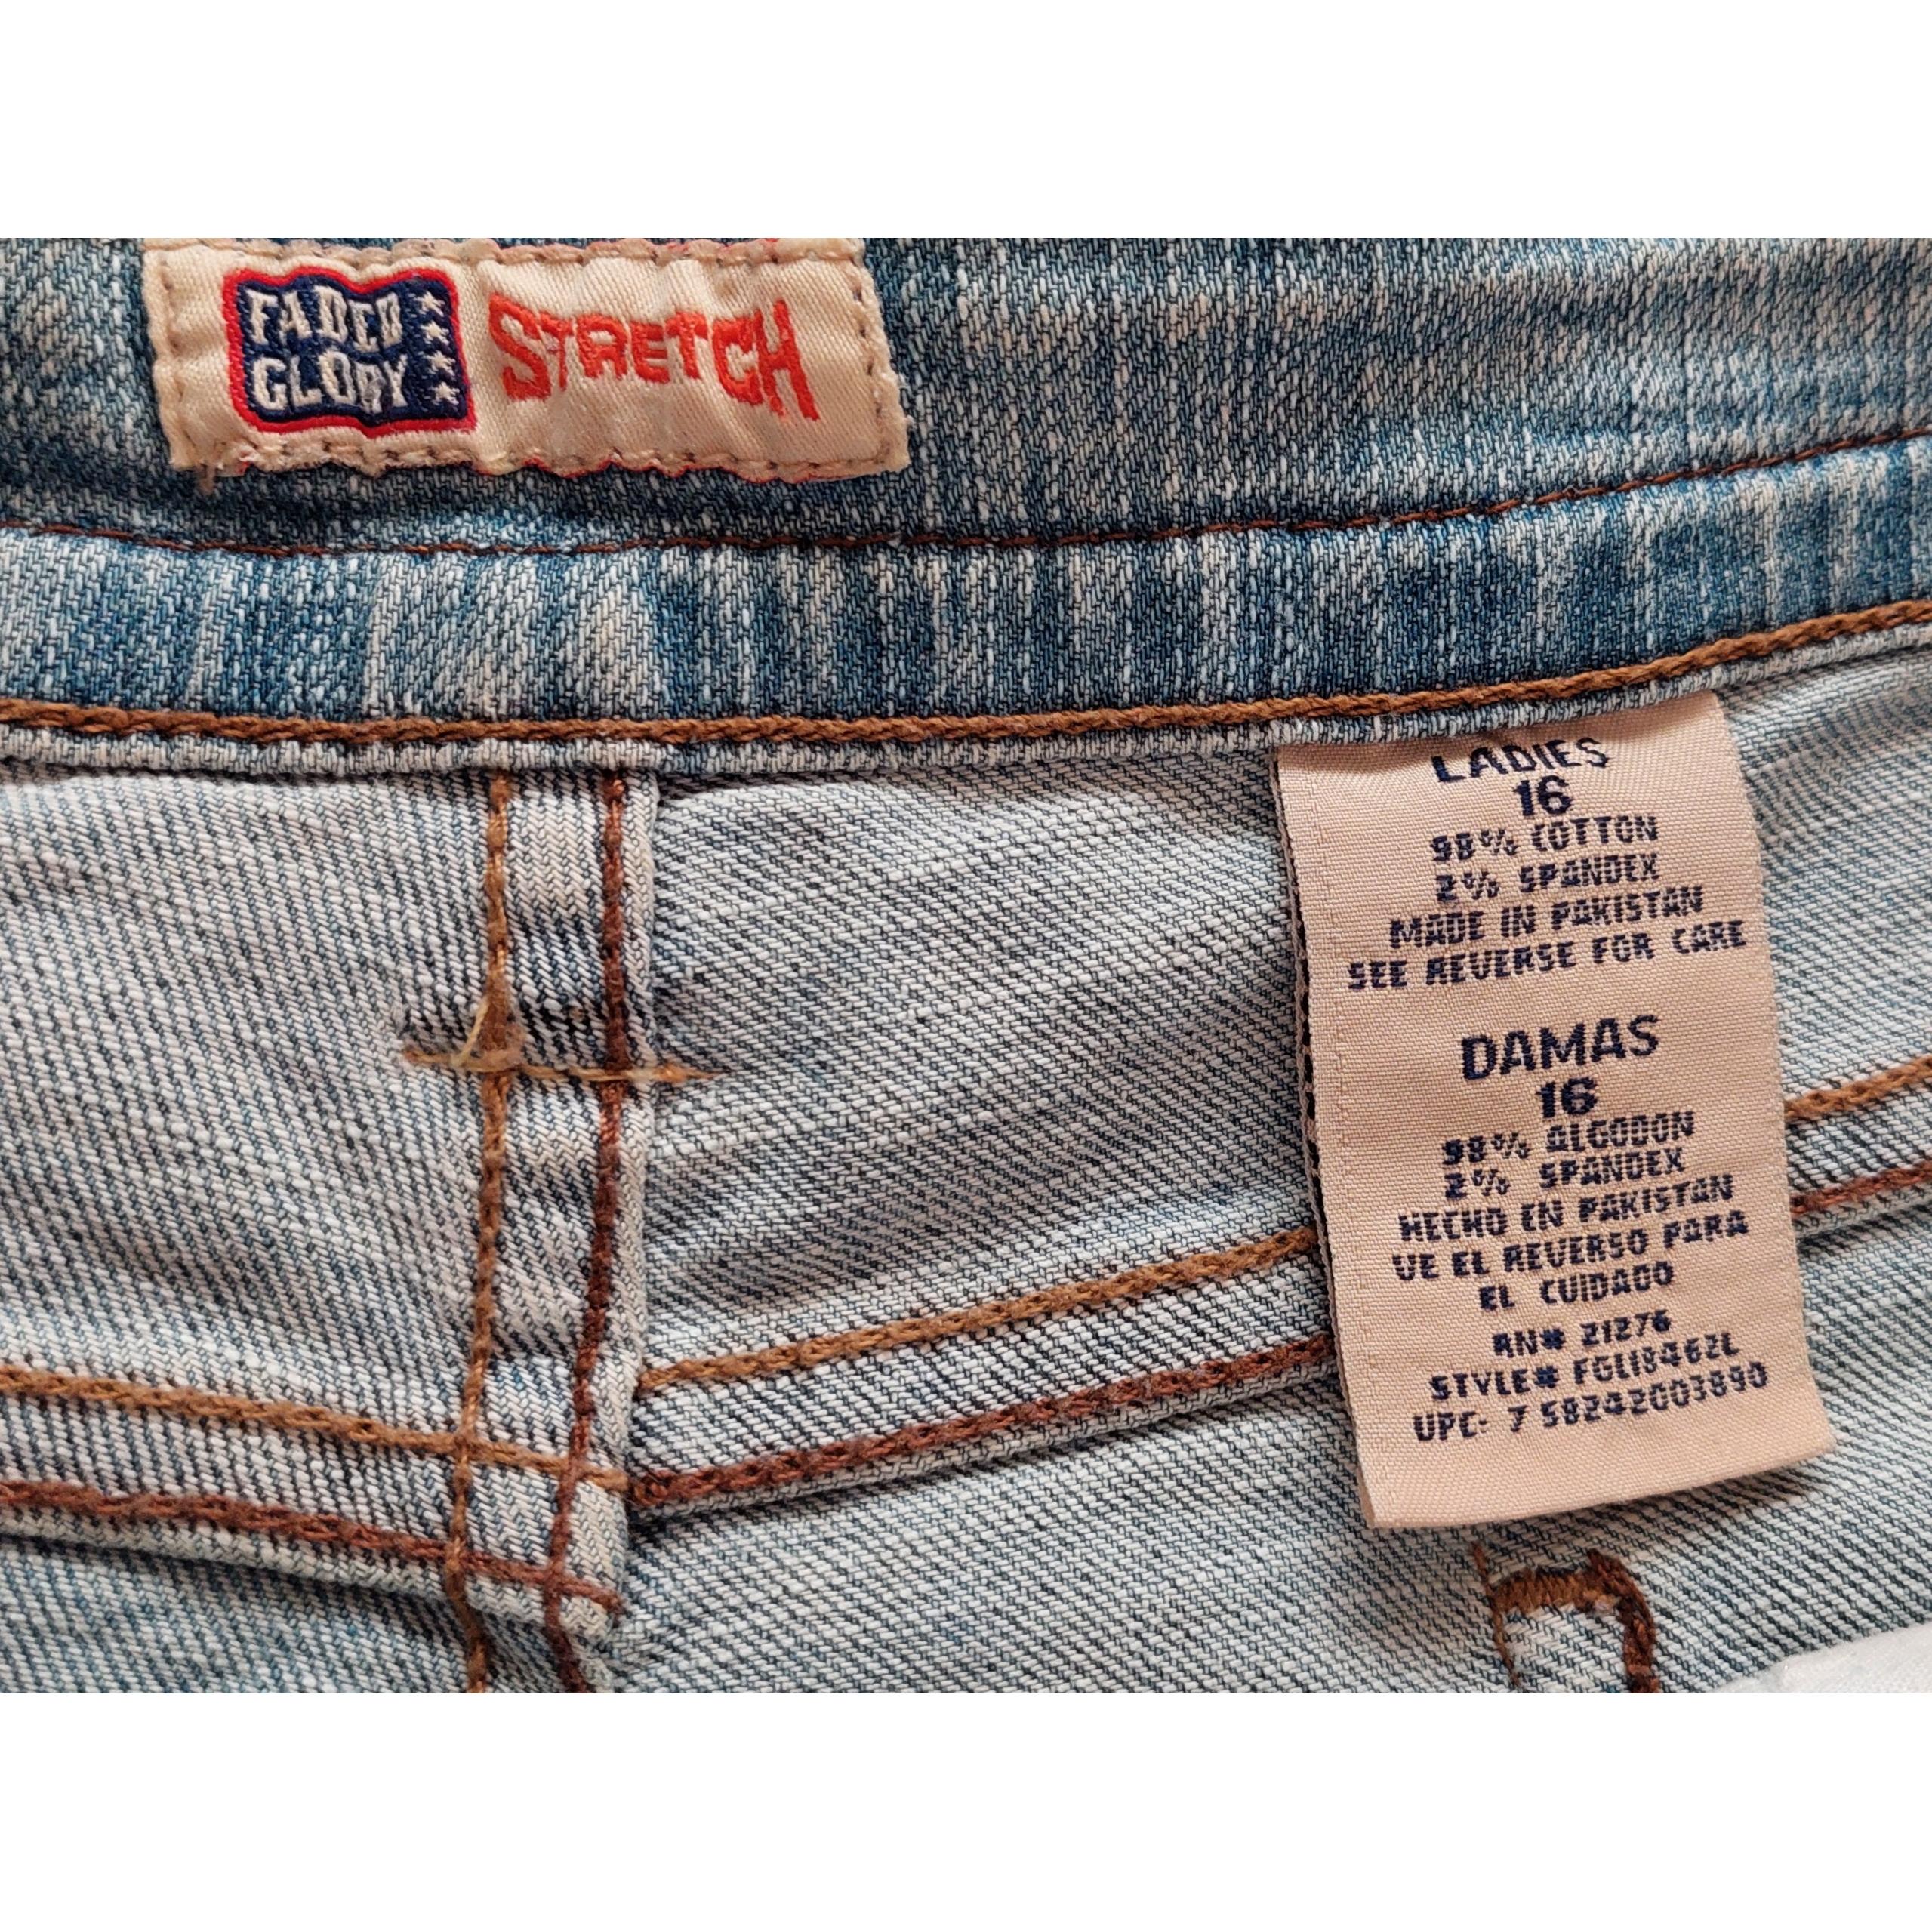 FADED
GLORY
STRETCH
LADIES
16
98% COTTON
2% SPANDEX
MADE IN PAKISTAN
SEE REVERSE FOR CARE
DAMAS
16
98% ALGODON
2% SPANDEX
HECHO EN PAKISTAN
VE EL REVERSO PARA
EL CUIDADO
RN# 21276
STYLE# FGL18462L
UPC: 7 58242003890